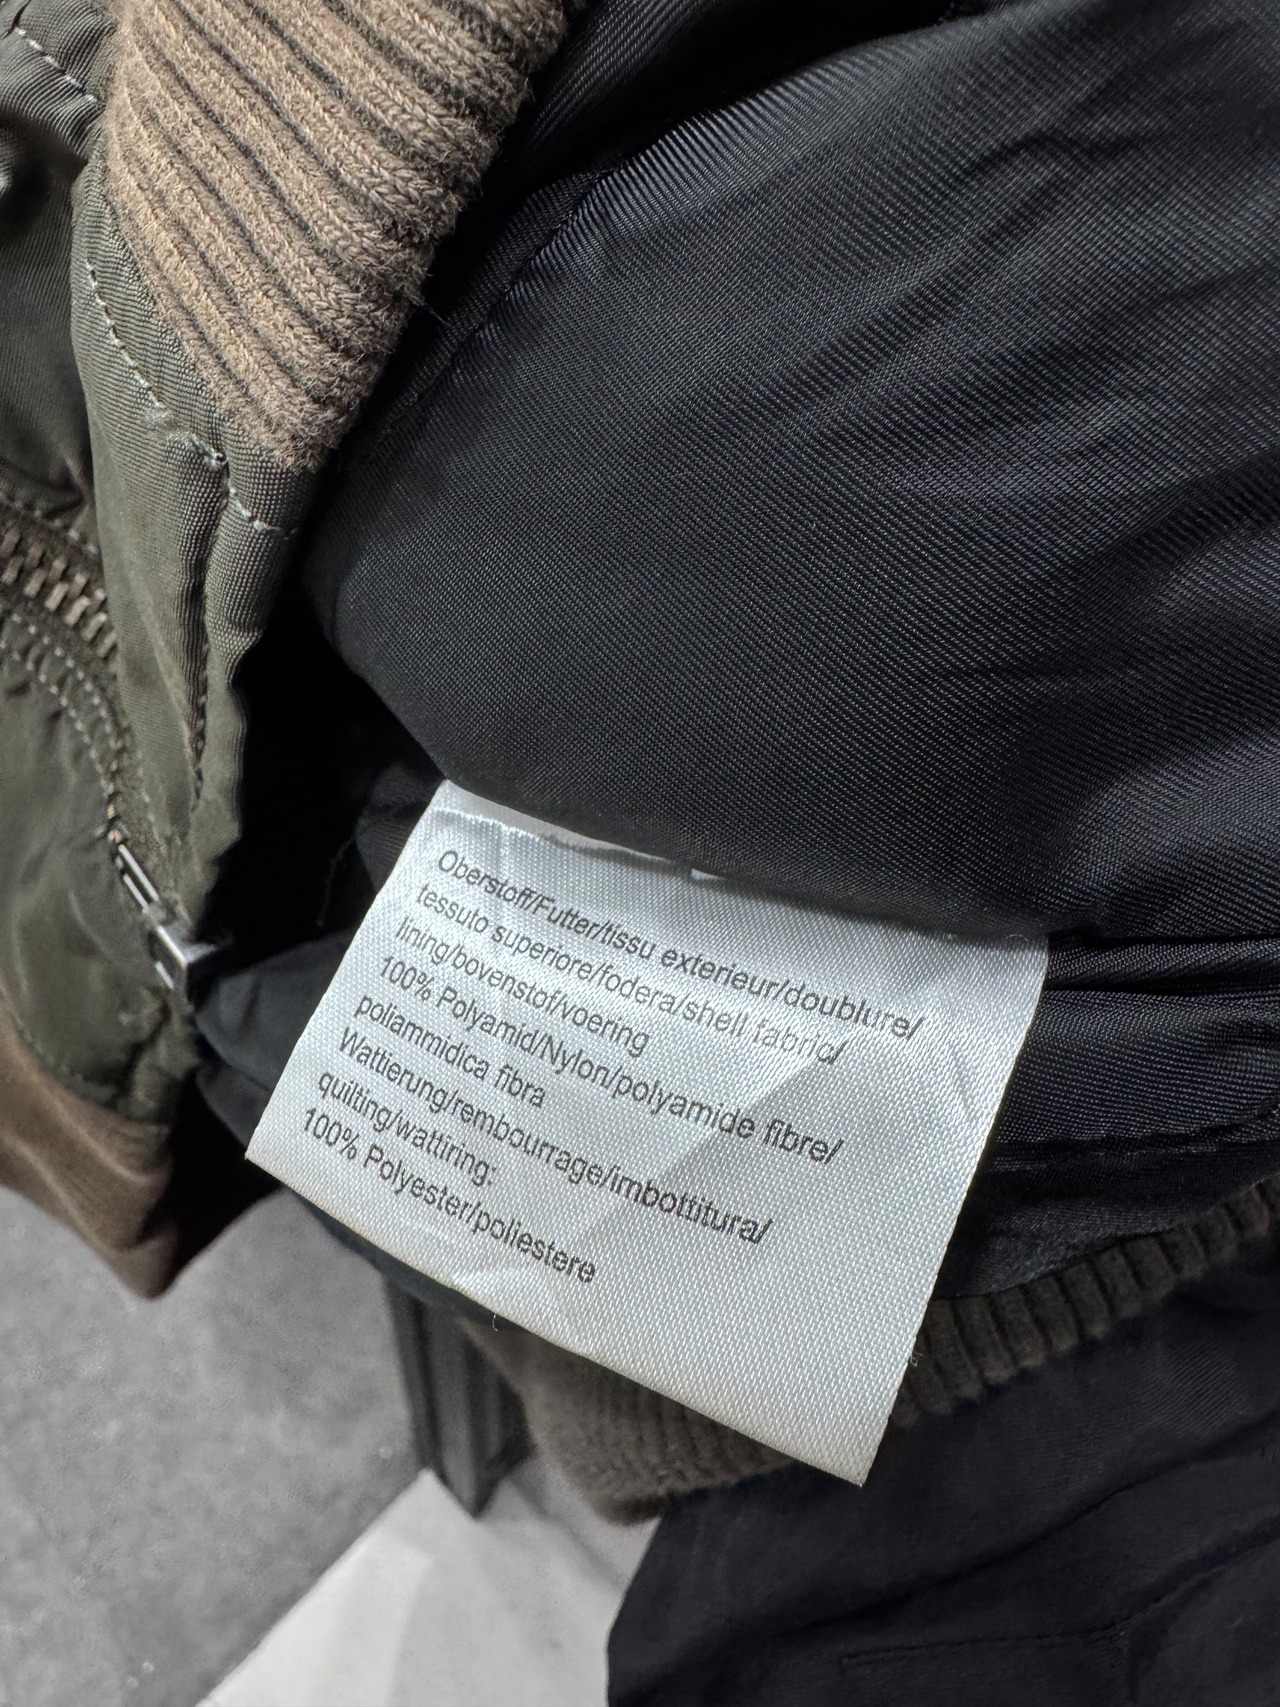 Oberstoff/Futter/tissu exterieur/doublure/
tessuto superiore/fodera/shell fabric/
lining/bovenstof/voering
100% Polyamid/Nylon/polyamide fibre/
poliammidica fibra
Wattierung/rembourrage/imbottitura/
quilting/wattiring:
100% Polyester/poliestere